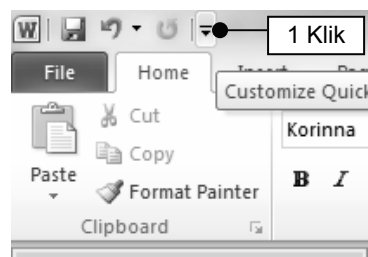 W
1 Klik
File Home
Customize Quick
Cut
Korinna
Copy
Paste
B I
Format Painter
Clipboard